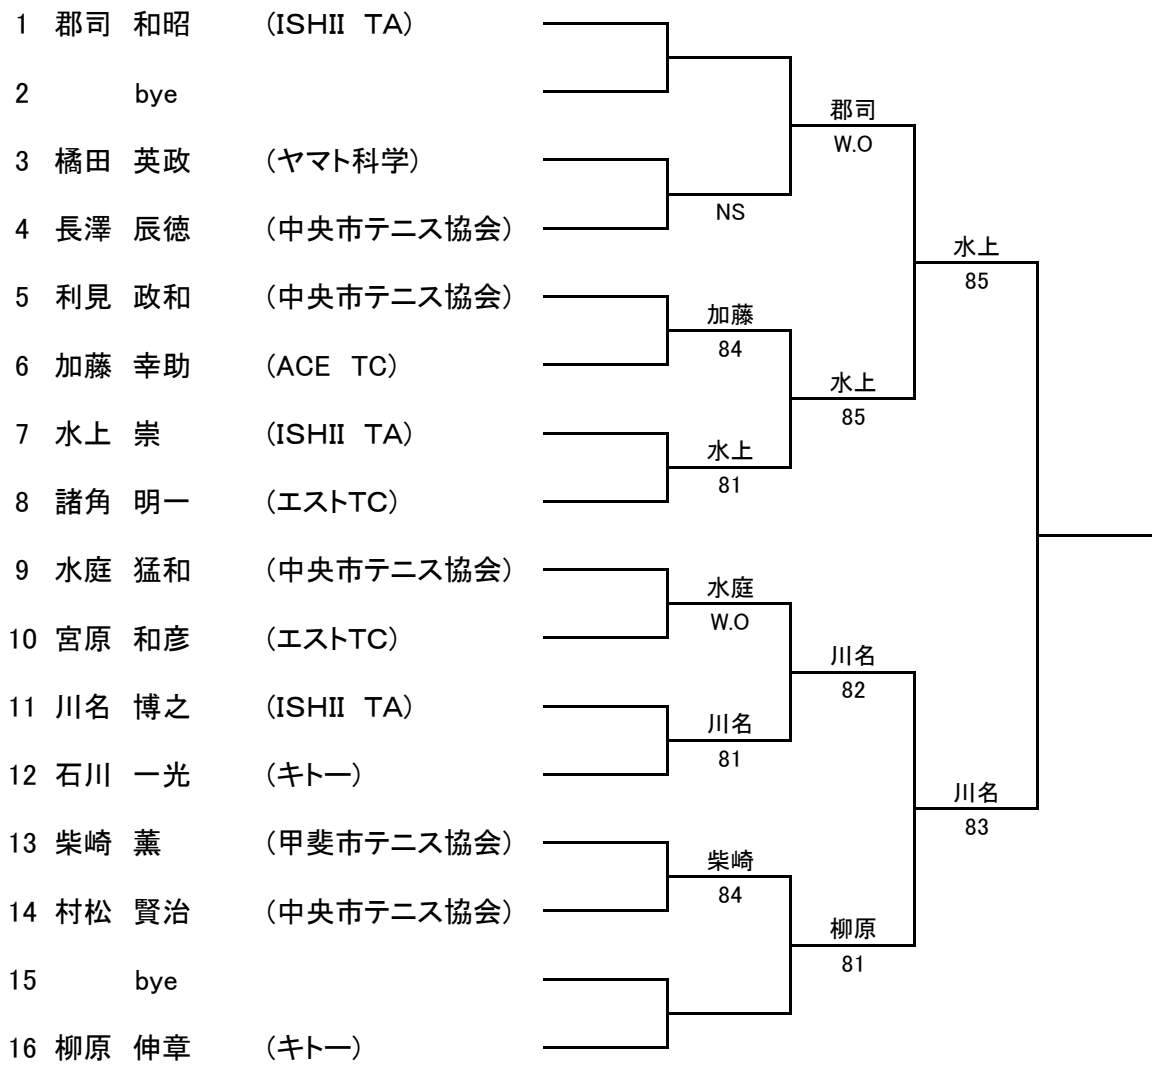 1 郡司 和昭 (ISHII TA)
2 bye
郡司
W.O
3 橘田 英政 (ヤマト科学)
NS
4 長澤 辰徳 (中央市テニス協会)
水上
85
5 利見 政和 (中央市テニス協会)
加藤
84
6 加藤 幸助 (ACE TC)
水上
85
7 水上 崇 (ISHII TA)
水上
81
8 諸角 明一 (エストTC)
9 水庭 猛和 (中央市テニス協会)
水庭
W.O
10 宮原 和彦 (エストTC)
川名
82
11 川名 博之 (ISHII TA)
川名
81
12 石川 一光 (キトー)
川名
83
13 柴崎 薫 (甲斐市テニス協会)
柴崎
84
14 村松 賢治 (中央市テニス協会)
柳原
81
15 bye
16 柳原 伸章 (キトー)